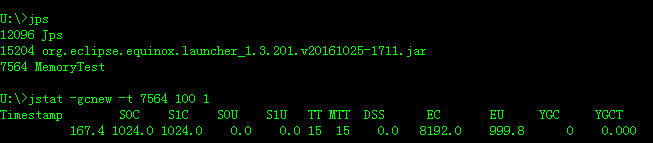 U:\>jps
12096 Jps
15204 org.eclipse.equinox.launcher_1.3.201.v20161025-1711.jar
7564 MemoryTest
U:\>jstat -gcnew -t 7564 100 1
Timestamp S0C S1C S0U S1U TT MTT DSS EC EU YGC YGCT
167.4 1024.0 1024.0 0.0 0.0 15 15 0.0 8192.0 999.8 0 0.000